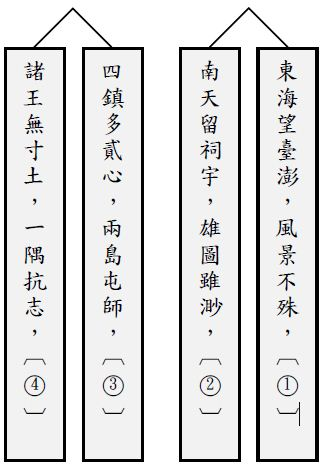 東海望臺澎，風景不殊，〔①〕
南天留祠宇，雄圖雖渺，〔②〕
四鎮多貳心，兩島屯師，〔③〕
諸王無寸土，一隅抗志，〔④〕